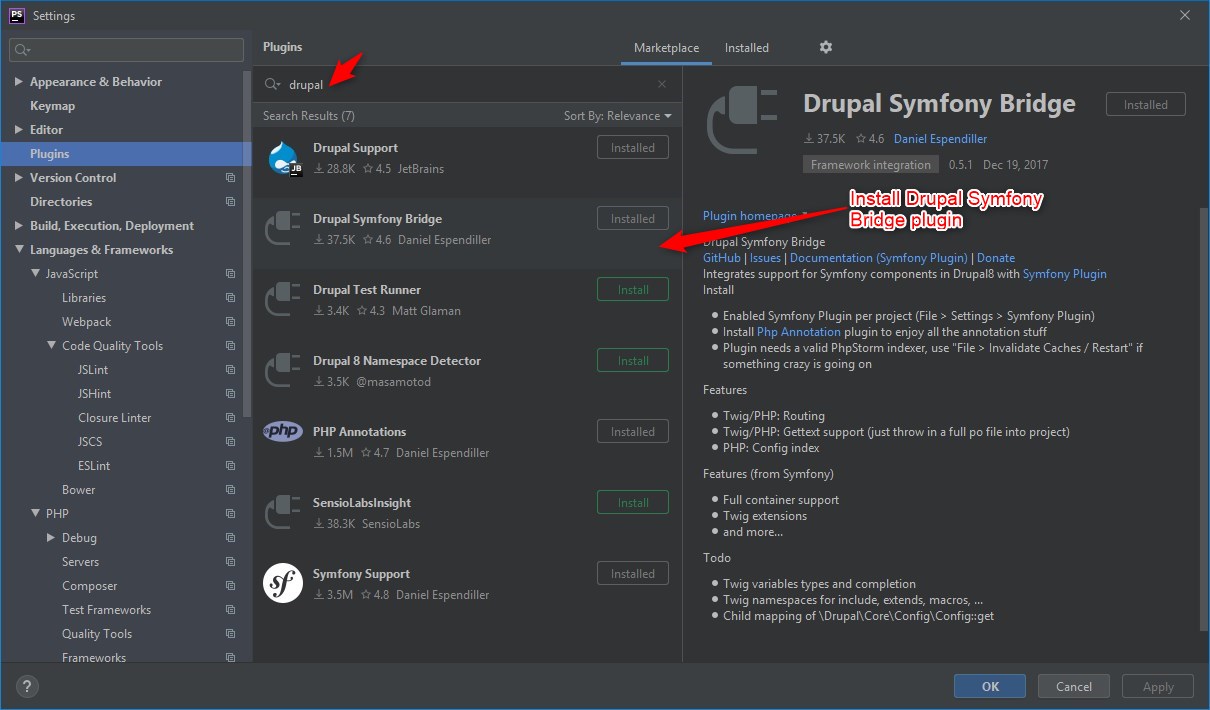 PS Settings
Plugins
Marketplace
Installed
Appearance & Behavior
Keymap
Editor
Plugins
Version Control
Directories
Build, Execution, Deployment
Languages & Frameworks
JavaScript
Libraries
Webpack
Code Quality Tools
JSLint
JSHint
Closure Linter
JSCS
ESLint
Bower
PHP
Debug
Servers
Composer
Test Frameworks
Quality Tools
Frameworks
drupal
Search Results (7)
Sort By: Relevance
Drupal Support
Installed
28.8K 4.5 JetBrains
JB
Drupal Symfony Bridge
Installed
37.5K 4.6 Daniel Espendiller
Drupal Test Runner
Install
3.4K 4.3 Matt Glaman
Drupal 8 Namespace Detector
Install
3.5K @masamotod
php
PHP Annotations
Installed
1.5M 4.7 Daniel Espendiller
SensioLabsInsight
Install
38.3K SensioLabs
sf
Symfony Support
Installed
3.5M 4.8 Daniel Espendiller
Drupal Symfony Bridge
Installed
37.5K 4.6 Daniel Espendiller
Framework integration 0.5.1 Dec 19, 2017
Install Drupal Symfony
Bridge plugin
Plugin homepage
Drupal Symfony Bridge
GitHub | Issues | Documentation (Symfony Plugin) | Donate
Integrates support for Symfony components in Drupal8 with Symfony Plugin
Install
• Enabled Symfony Plugin per project (File > Settings > Symfony Plugin)
• Install Php Annotation plugin to enjoy all the annotation stuff
• Plugin needs a valid PhpStorm indexer, use "File > Invalidate Caches / Restart" if
something crazy is going on
Features
• Twig/PHP: Routing
• Twig/PHP: Gettext support (just throw in a full po file into project)
• PHP: Config index
Features (from Symfony)
• Full container support
• Twig extensions
• and more...
Todo
• Twig variables types and completion
• Twig namespaces for include, extends, macros, ...
• Child mapping of \Drupal\Core\Config\Config::get
?
OK
Cancel
Apply